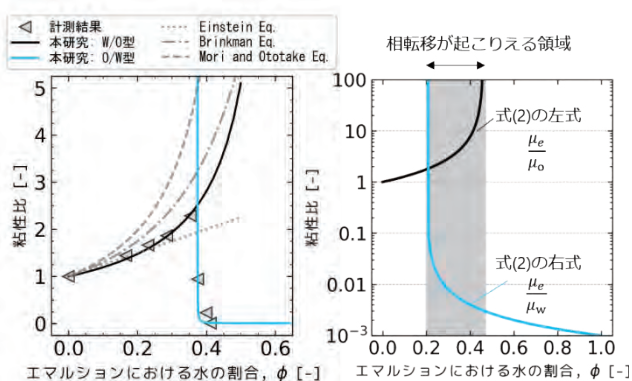 計測結果
本研究: W/O型
本研究: O/W型
Einstein Eq.
Brinkman Eq.
Mori and Ototake Eq.
粘性比 [-]
5
4
3
2
1
0
0.0 0.2 0.4 0.6
エマルションにおける水の割合, ϕ [-]
相転移が起こりえる領域
粘性比 [-]
100
10
1
0.1
0.01
10⁻³
式(2)の左式
μₑ/μₒ
式(2)の右式
μₑ/μ_w
0.0 0.2 0.4 0.6 0.8 1.0
エマルションにおける水の割合, ϕ [-]